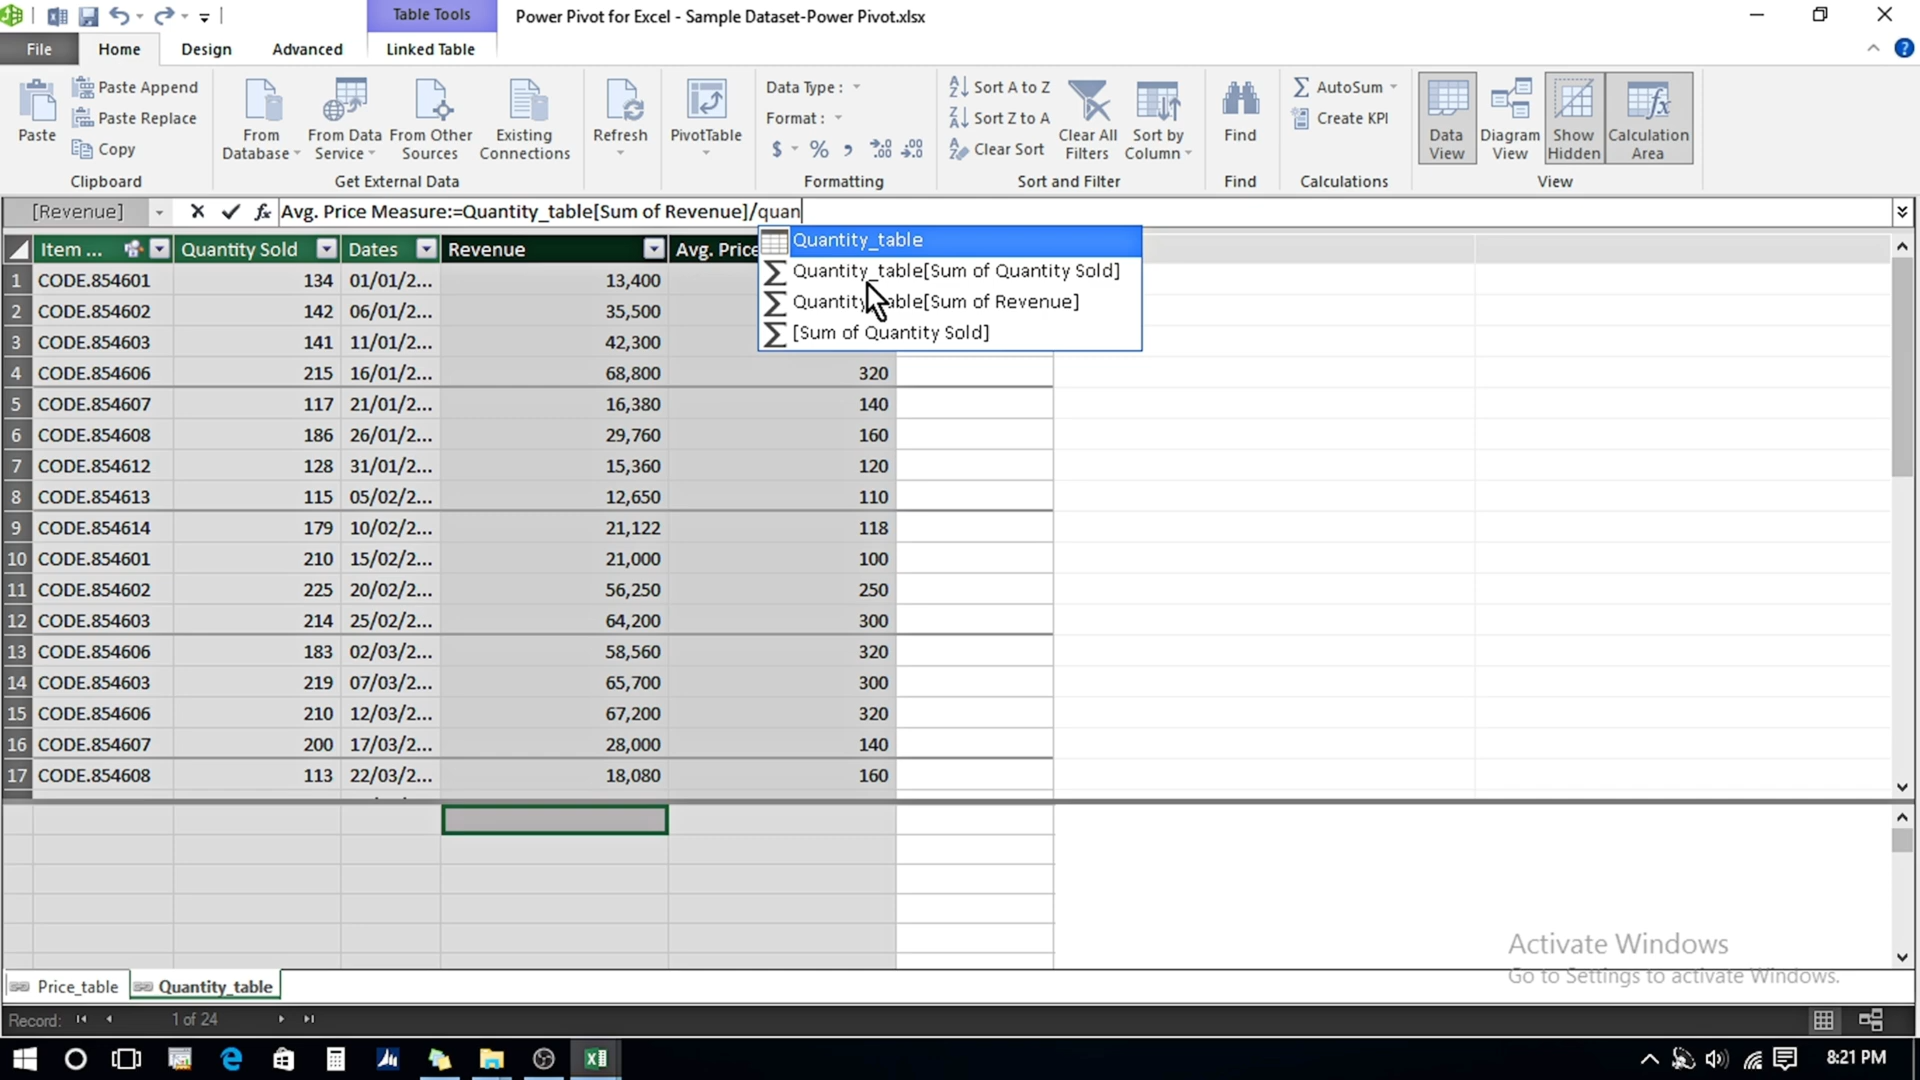 Table Tools
Power Pivot for Excel - Sample Dataset-Power Pivot.xlsx
File
Home
Design
Advanced
Linked Table
Paste
Paste Append
Paste Replace
Copy
Clipboard
From Database
From Data Service
From Other Sources
Existing Connections
Get External Data
Refresh
PivotTable
Data Type :
Format :
$ % ,
Formatting
Sort A to Z
Sort Z to A
Clear Sort
Clear All Filters
Sort by Column
Sort and Filter
Find
Find
AutoSum
Create KPI
Calculations
Data View
Diagram View
Show Hidden
Calculation Area
View
[Revenue] fx Avg. Price Measure:=Quantity_table[Sum of Revenue]/quan
Quantity_table
Quantity_table[Sum of Quantity Sold]
Quantity_table[Sum of Revenue]
[Sum of Quantity Sold]
Item ... Quantity Sold Dates Revenue Avg. Price
1 CODE.854601 134 01/01/2... 13,400
2 CODE.854602 142 06/01/2... 35,500
3 CODE.854603 141 11/01/2... 42,300
4 CODE.854606 215 16/01/2... 68,800 320
5 CODE.854607 117 21/01/2... 16,380 140
6 CODE.854608 186 26/01/2... 29,760 160
7 CODE.854612 128 31/01/2... 15,360 120
8 CODE.854613 115 05/02/2... 12,650 110
9 CODE.854614 179 10/02/2... 21,122 118
10 CODE.854601 210 15/02/2... 21,000 100
11 CODE.854602 225 20/02/2... 56,250 250
12 CODE.854603 214 25/02/2... 64,200 300
13 CODE.854606 183 02/03/2... 58,560 320
14 CODE.854603 219 07/03/2... 65,700 300
15 CODE.854606 210 12/03/2... 67,200 320
16 CODE.854607 200 17/03/2... 28,000 140
17 CODE.854608 113 22/03/2... 18,080 160
Activate Windows
Go to Settings to activate Windows.
Price_table Quantity_table
Record: 1 of 24
8:21 PM